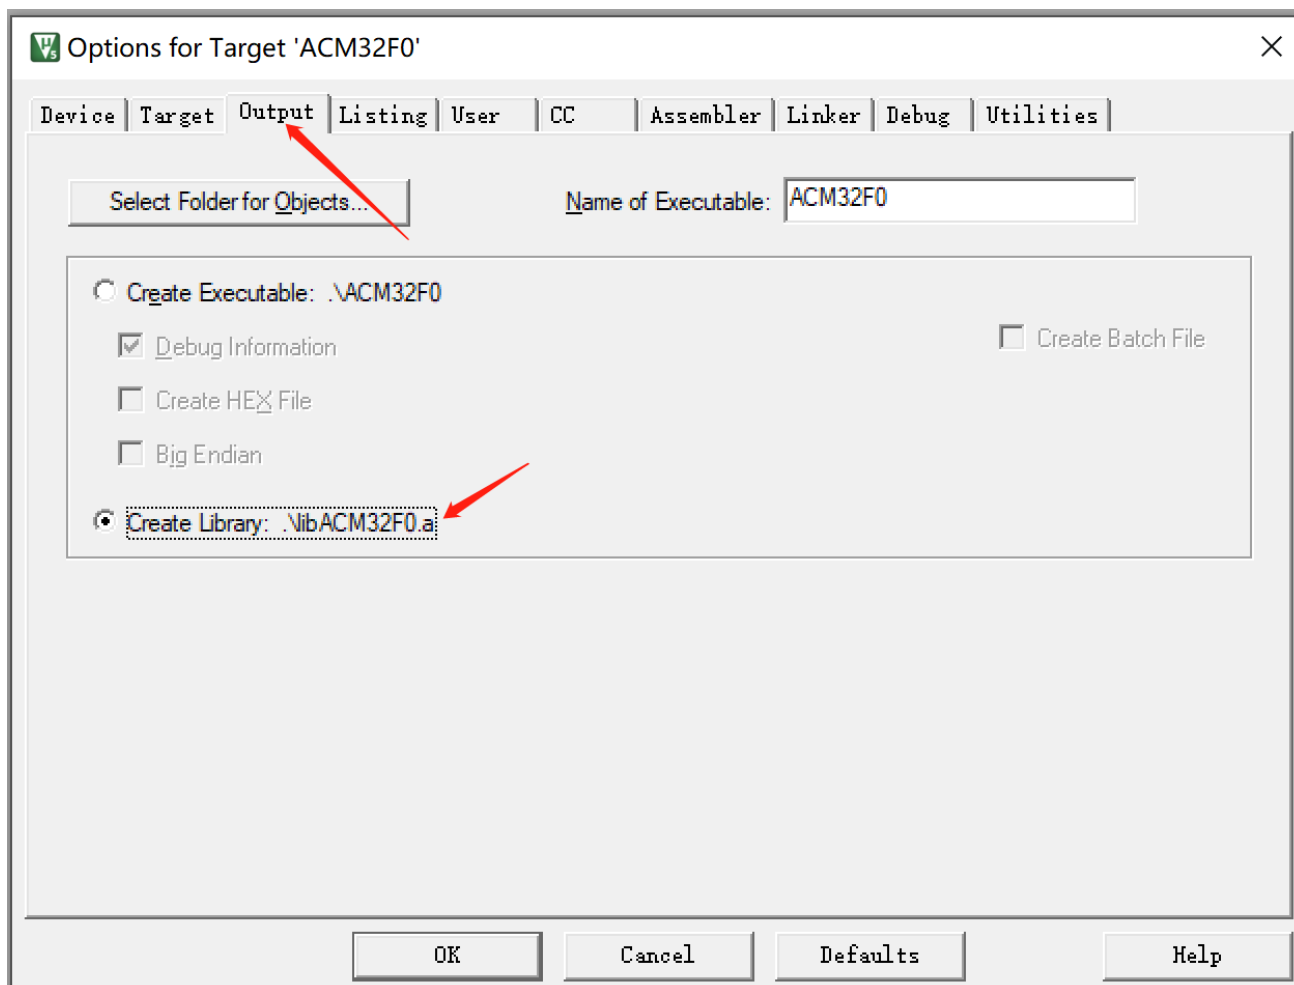 Options for Target 'ACM32F0'
Device Target Output Listing User CC Assembler Linker Debug Utilities
Select Folder for Objects... Name of Executable: ACM32F0
Create Executable: .\ACM32F0
Debug Information
Create Batch File
Create HEX File
Big Endian
Create Library: .\libACM32F0.a
OK Cancel Defaults Help